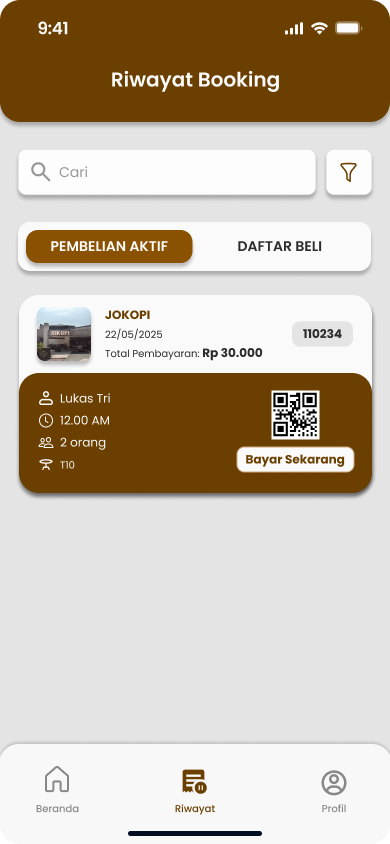 9:41
Riwayat Booking
Cari
PEMBELIAN AKTIF
DAFTAR BELI
JOKOPI
JOKOPI
22/05/2025
110234
Total Pembayaran: Rp 30.000
Lukas Tri
12.00 AM
2 orang
T10
Bayar Sekarang
Beranda
Riwayat
Profil